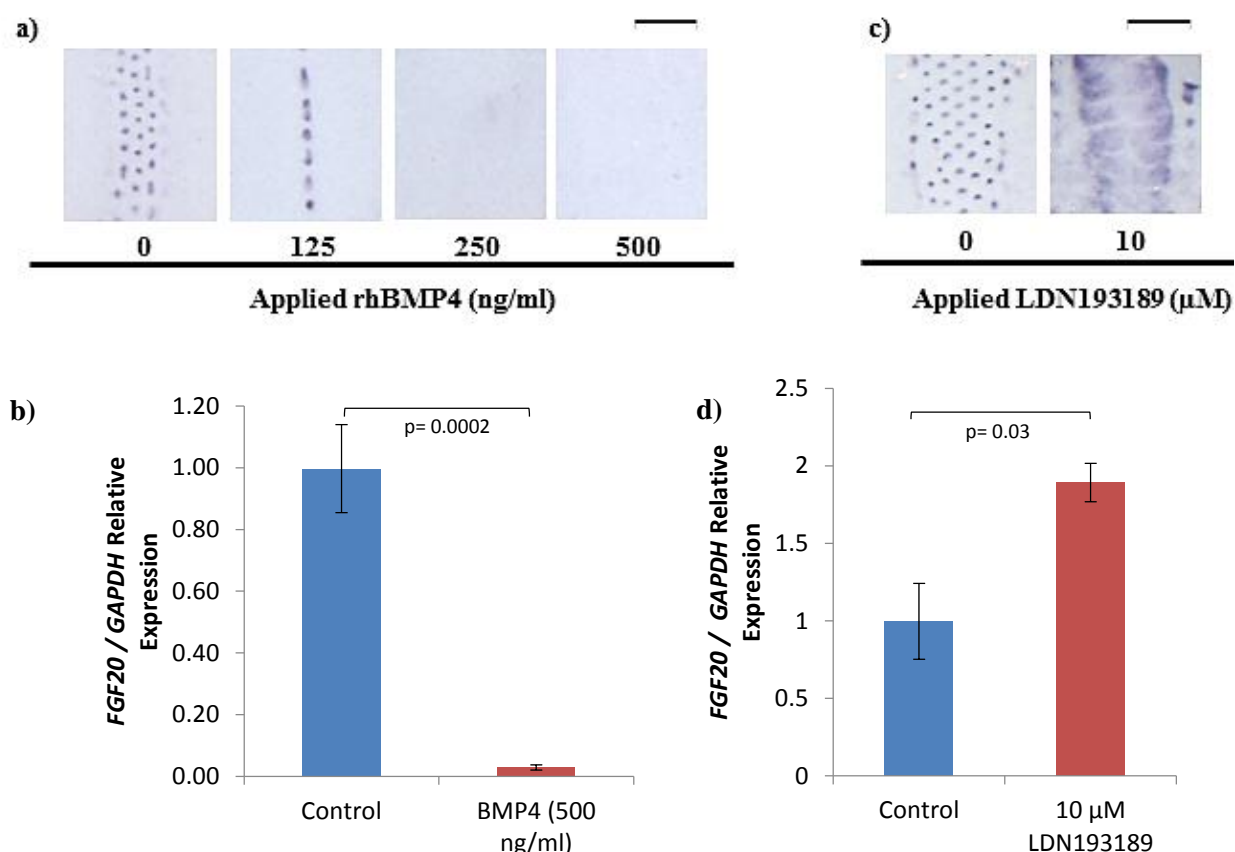 a)
0 125 250 500
Applied rhBMP4 (ng/ml)
c)
0 10
Applied LDN193189 (µM)
b)
FGF20 / GAPDH Relative
Expression
1.20
1.00
0.80
0.60
0.40
0.20
0.00
p= 0.0002
Control
BMP4 (500
ng/ml)
d)
FGF20 / GAPDH Relative
Expression
2.5
2
1.5
1
0.5
0
p= 0.03
Control
10 µM
LDN193189